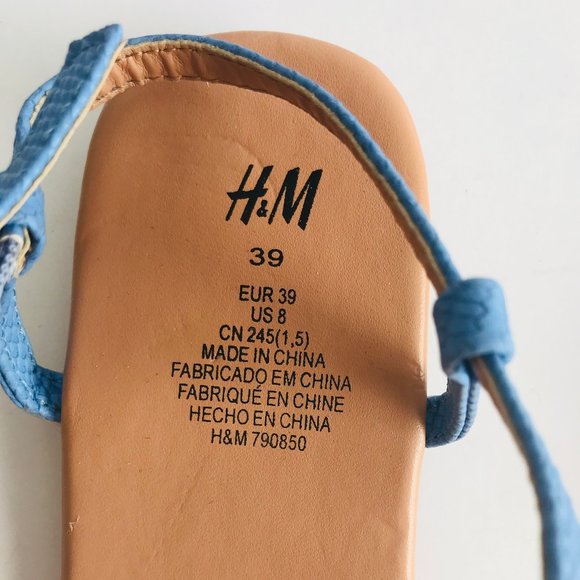 H&M
39
EUR 39
US 8
CN 245(1,5)
MADE IN CHINA
FABRICADO EM CHINA
FABRIQUÉ EN CHINE
HECHO EN CHINA
H&M 790850